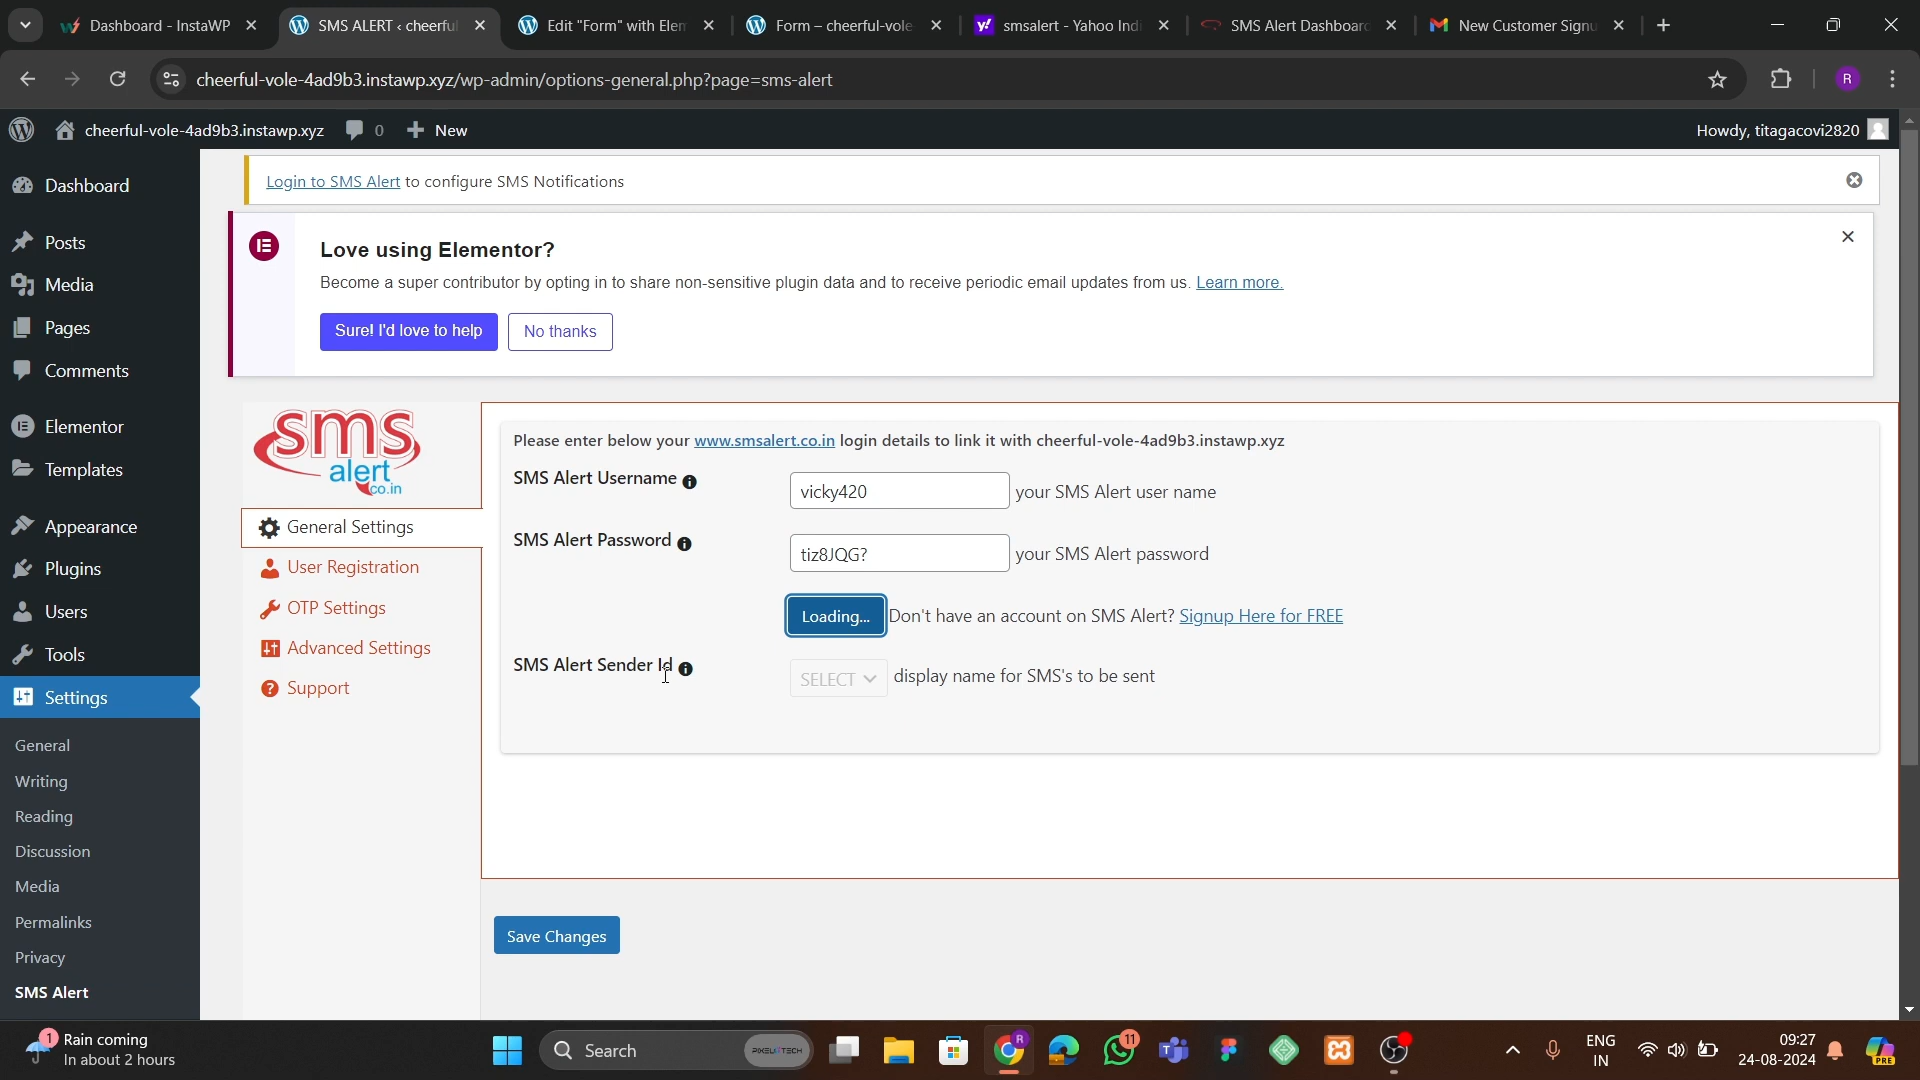 Dashboard - InstaWP
SMS ALERT ‹ cheerful
Edit "Form" with Elem
Form – cheerful-vole-
smsalert - Yahoo Indi
SMS Alert Dashboard
New Customer Signu
cheerful-vole-4ad9b3.instawp.xyz/wp-admin/options-general.php?page=sms-alert
R
cheerful-vole-4ad9b3.instawp.xyz
0
New
Howdy, titagacovi2820
Dashboard
Posts
Media
Pages
Comments
Elementor
Templates
Appearance
Plugins
Users
Tools
Settings
General
Writing
Reading
Discussion
Media
Permalinks
Privacy
SMS Alert
Login to SMS Alert to configure SMS Notifications
Love using Elementor?
Become a super contributor by opting in to share non-sensitive plugin data and to receive periodic email updates from us. Learn more.
Sure! I'd love to help
No thanks
sms
alert
co.in
General Settings
User Registration
OTP Settings
Advanced Settings
Support
Please enter below your www.smsalert.co.in login details to link it with cheerful-vole-4ad9b3.instawp.xyz
SMS Alert Username
vicky420
your SMS Alert user name
SMS Alert Password
tiz8JQG?
your SMS Alert password
Loading...
Don't have an account on SMS Alert? Signup Here for FREE
SMS Alert Sender Id
SELECT
display name for SMS's to be sent
Save Changes
1
Rain coming
In about 2 hours
Search
PIXELOTECH
R
11
ENG
IN
09:27
24-08-2024
PRE